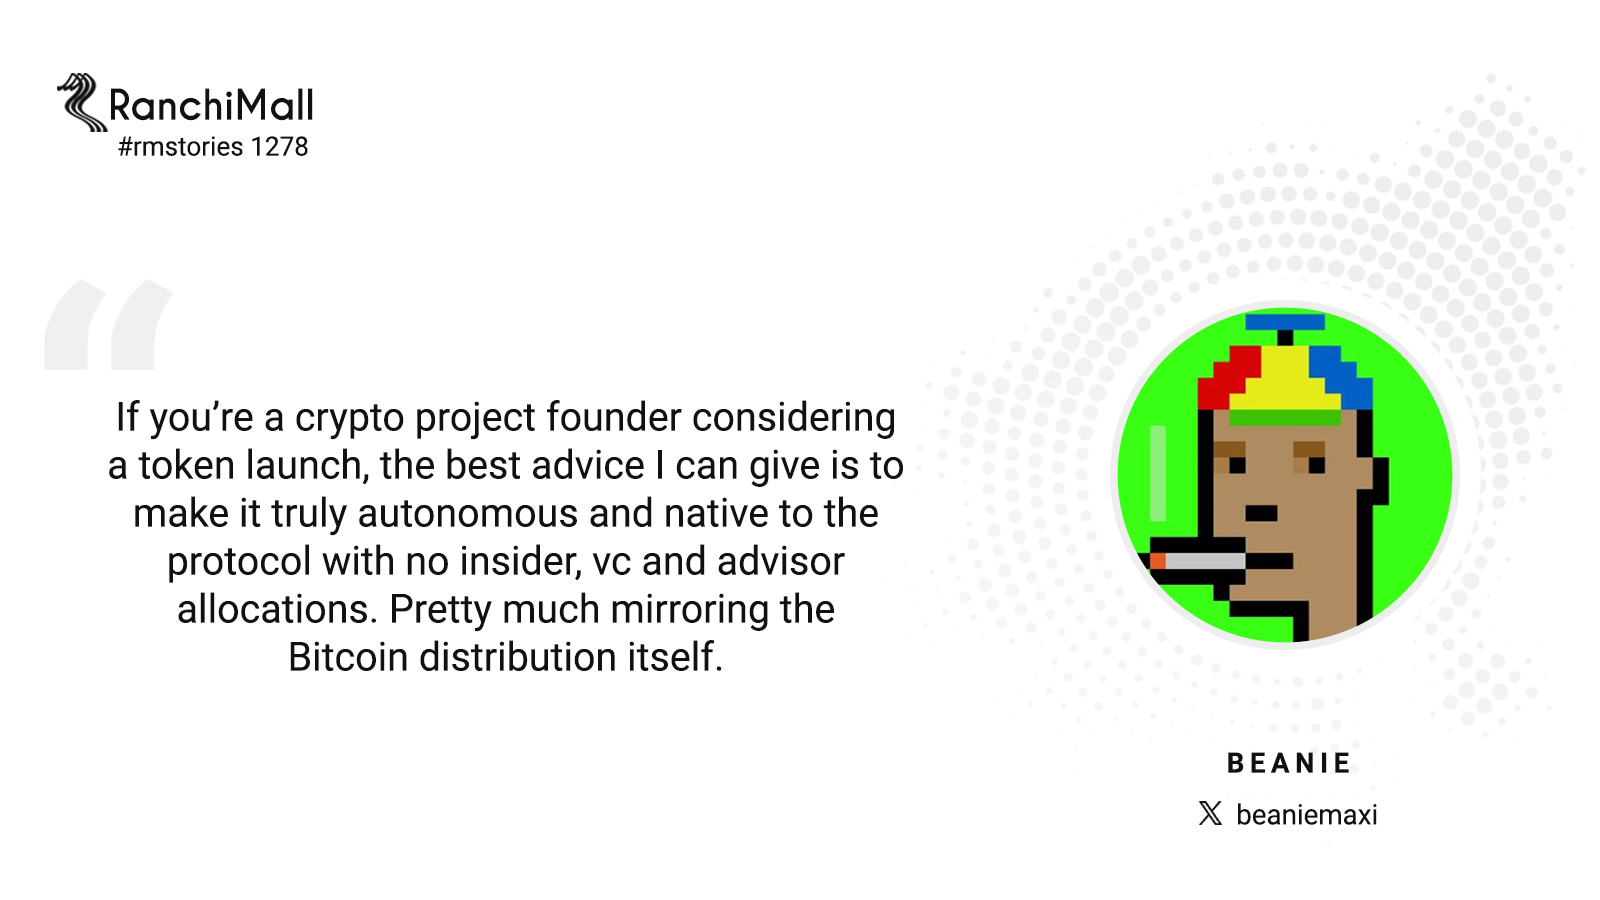 RanchiMall
#rmstories 1278
If you’re a crypto project founder considering
a token launch, the best advice I can give is to
make it truly autonomous and native to the
protocol with no insider, vc and advisor
allocations. Pretty much mirroring the
Bitcoin distribution itself.
BEANIE
𝕏 beaniemaxi